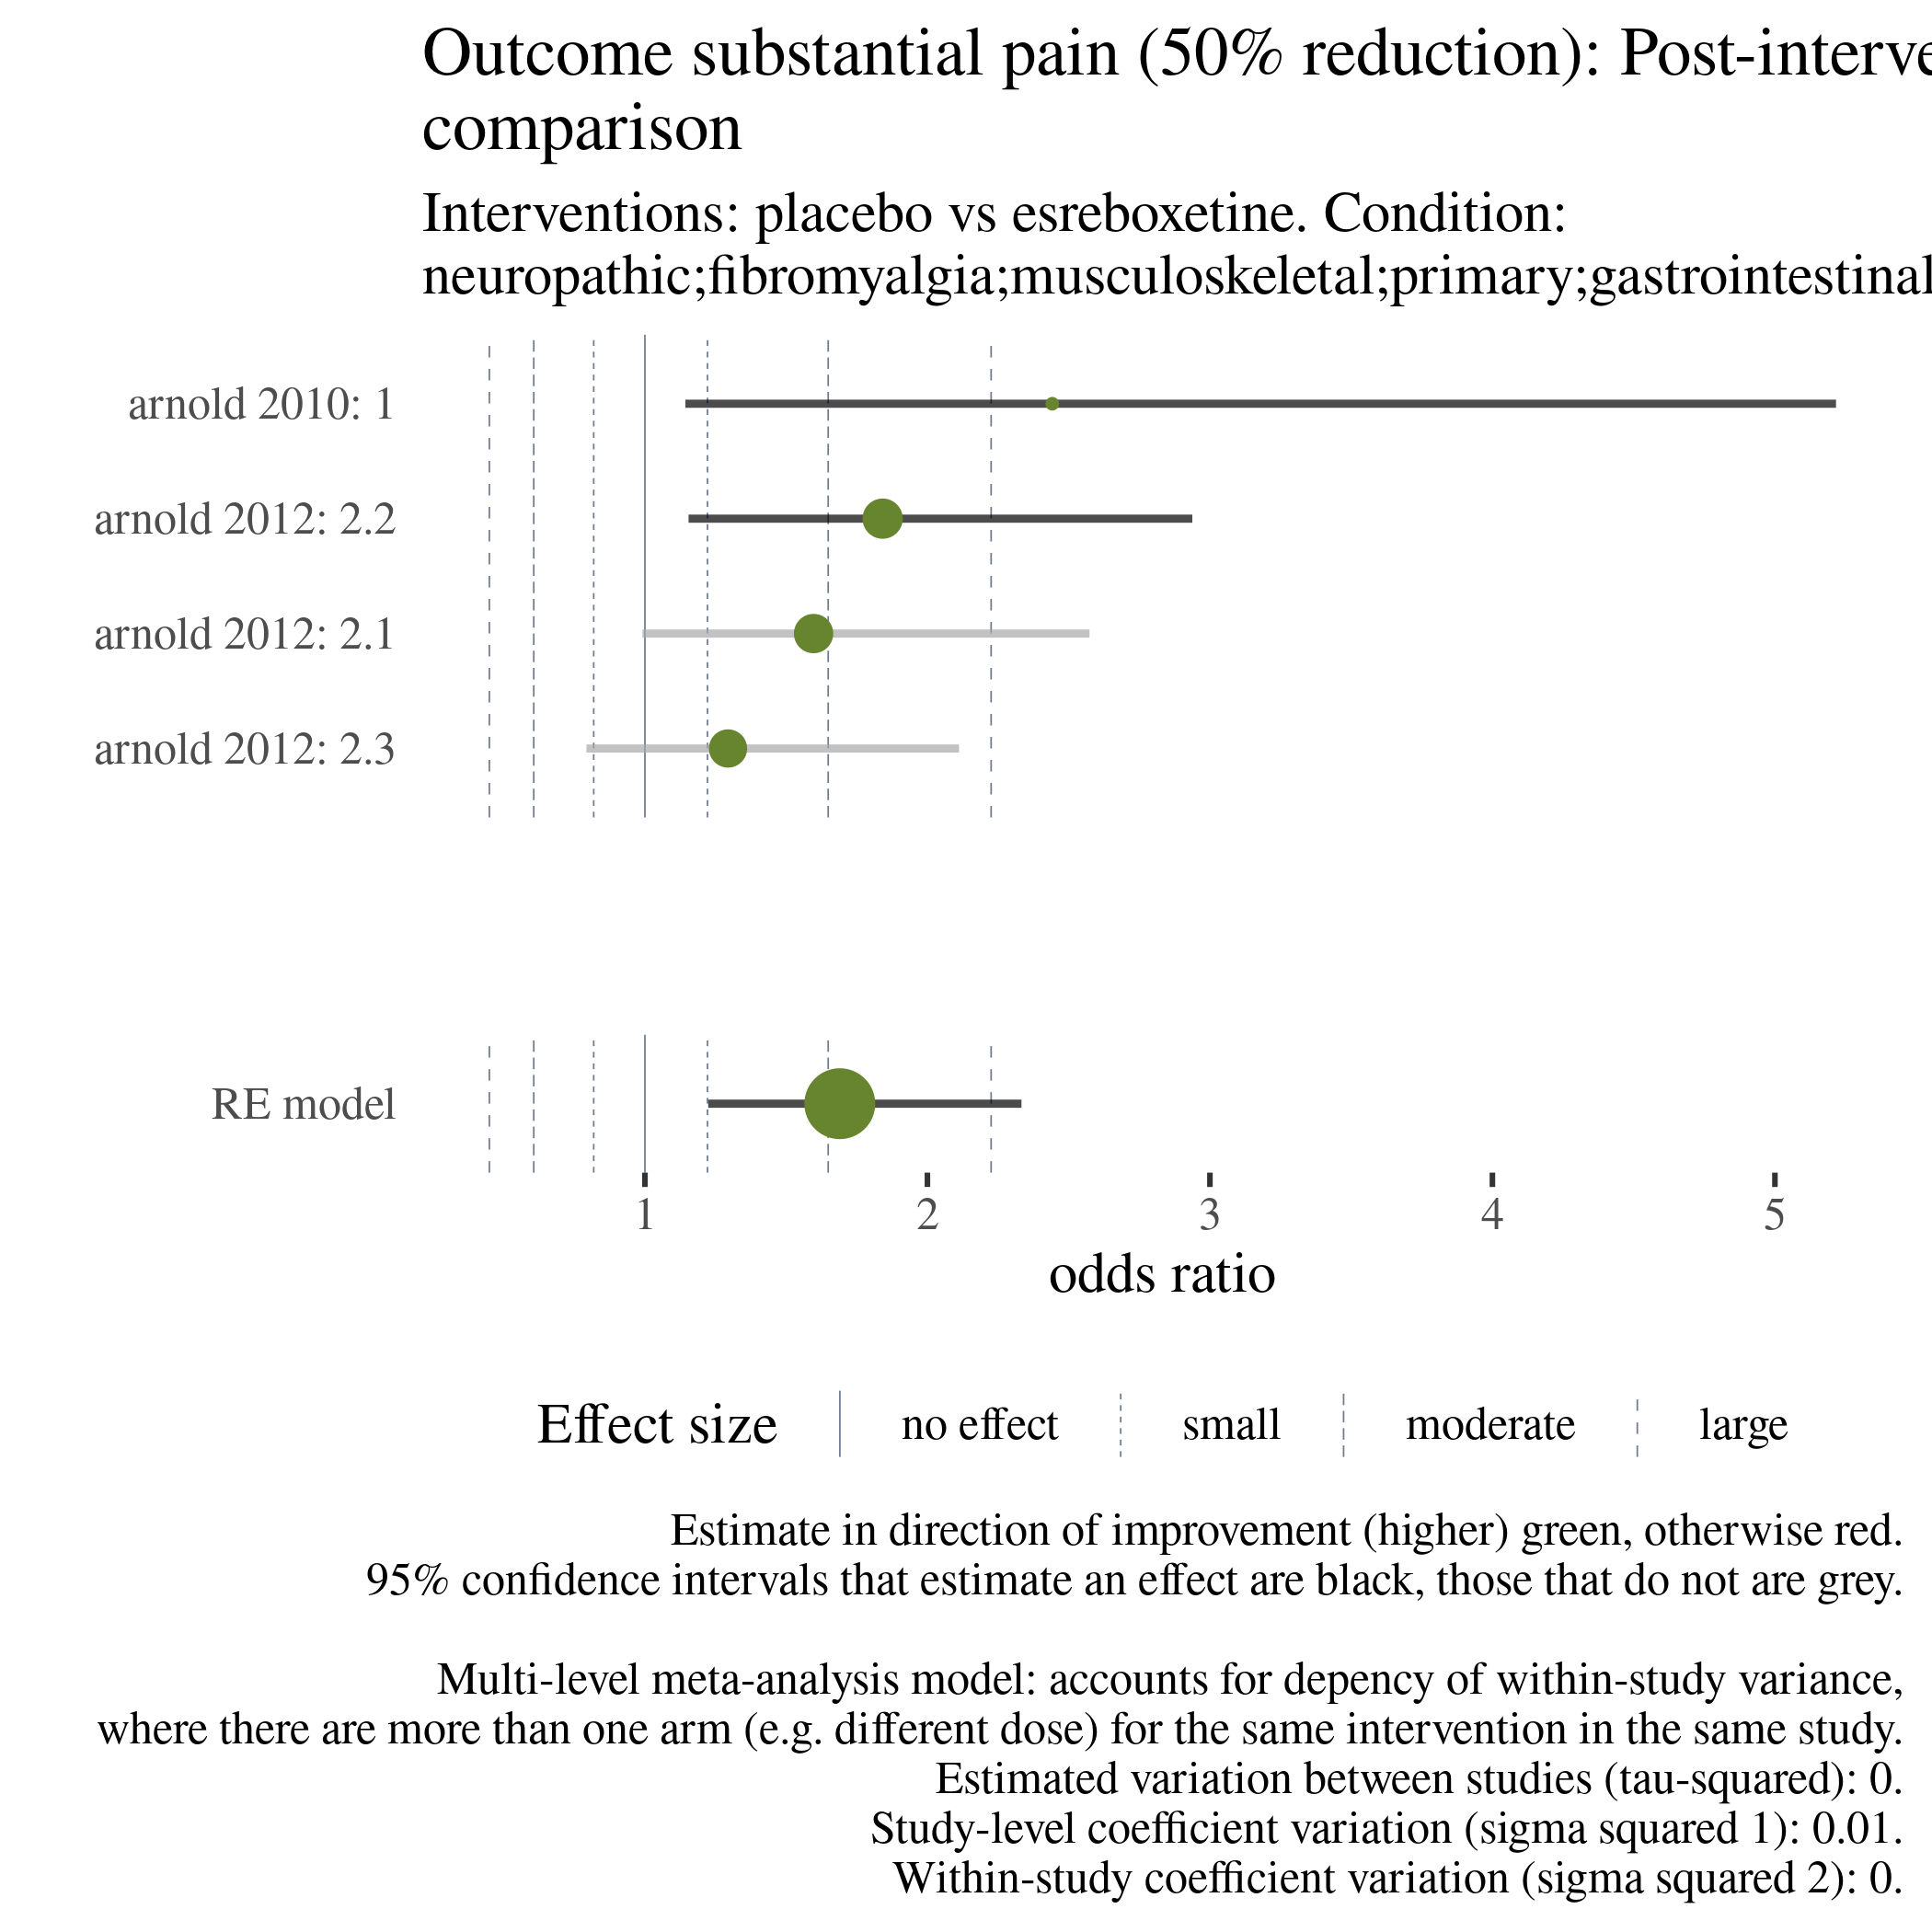 Outcome substantial pain (50% reduction): Post-interve
comparison
Interventions: placebo vs esreboxetine. Condition:
neuropathic;fibromyalgia;musculoskeletal;primary;gastrointestinal
arnold 2010: 1
arnold 2012: 2.2
arnold 2012: 2.1
arnold 2012: 2.3
RE model
1 2 3 4 5
odds ratio
Effect size no effect small moderate large
Estimate in direction of improvement (higher) green, otherwise red.
95% confidence intervals that estimate an effect are black, those that do not are grey.
Multi-level meta-analysis model: accounts for depency of within-study variance,
where there are more than one arm (e.g. different dose) for the same intervention in the same study.
Estimated variation between studies (tau-squared): 0.
Study-level coefficient variation (sigma squared 1): 0.01.
Within-study coefficient variation (sigma squared 2): 0.